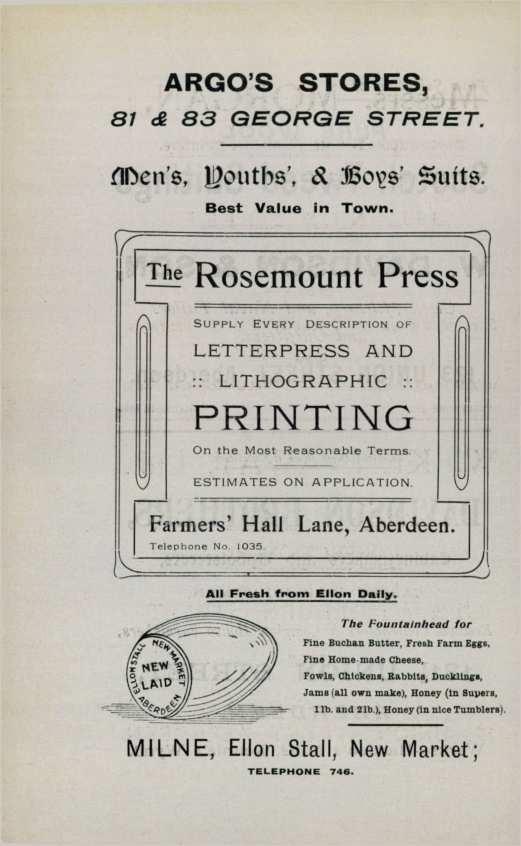 ARGO'S STORES,
81 & 83 GEORGE STREET.
Men's, Youths', & Boys' Suits.
Best Value in Town.
The Rosemount Press
SUPPLY EVERY DESCRIPTION OF
LETTERPRESS AND
:: LITHOGRAPHIC ::
PRINTING
On the Most Reasonable Terms.
ESTIMATES ON APPLICATION.
Farmers' Hall Lane, Aberdeen.
Telephone No. 1035.
All Fresh from Ellon Daily.
ELLON STALL NEW MARKET
NEW
LAID
ABERDEEN
The Fountainhead for
Fine Buchan Butter, Fresh Farm Eggs,
Fine Home-made Cheese,
Fowls, Chickens, Rabbits, Ducklings,
Jams (all own make), Honey (in Supers,
1lb. and 2lb.), Honey (in nice Tumblers).
MILNE, Ellon Stall, New Market;
TELEPHONE 746.